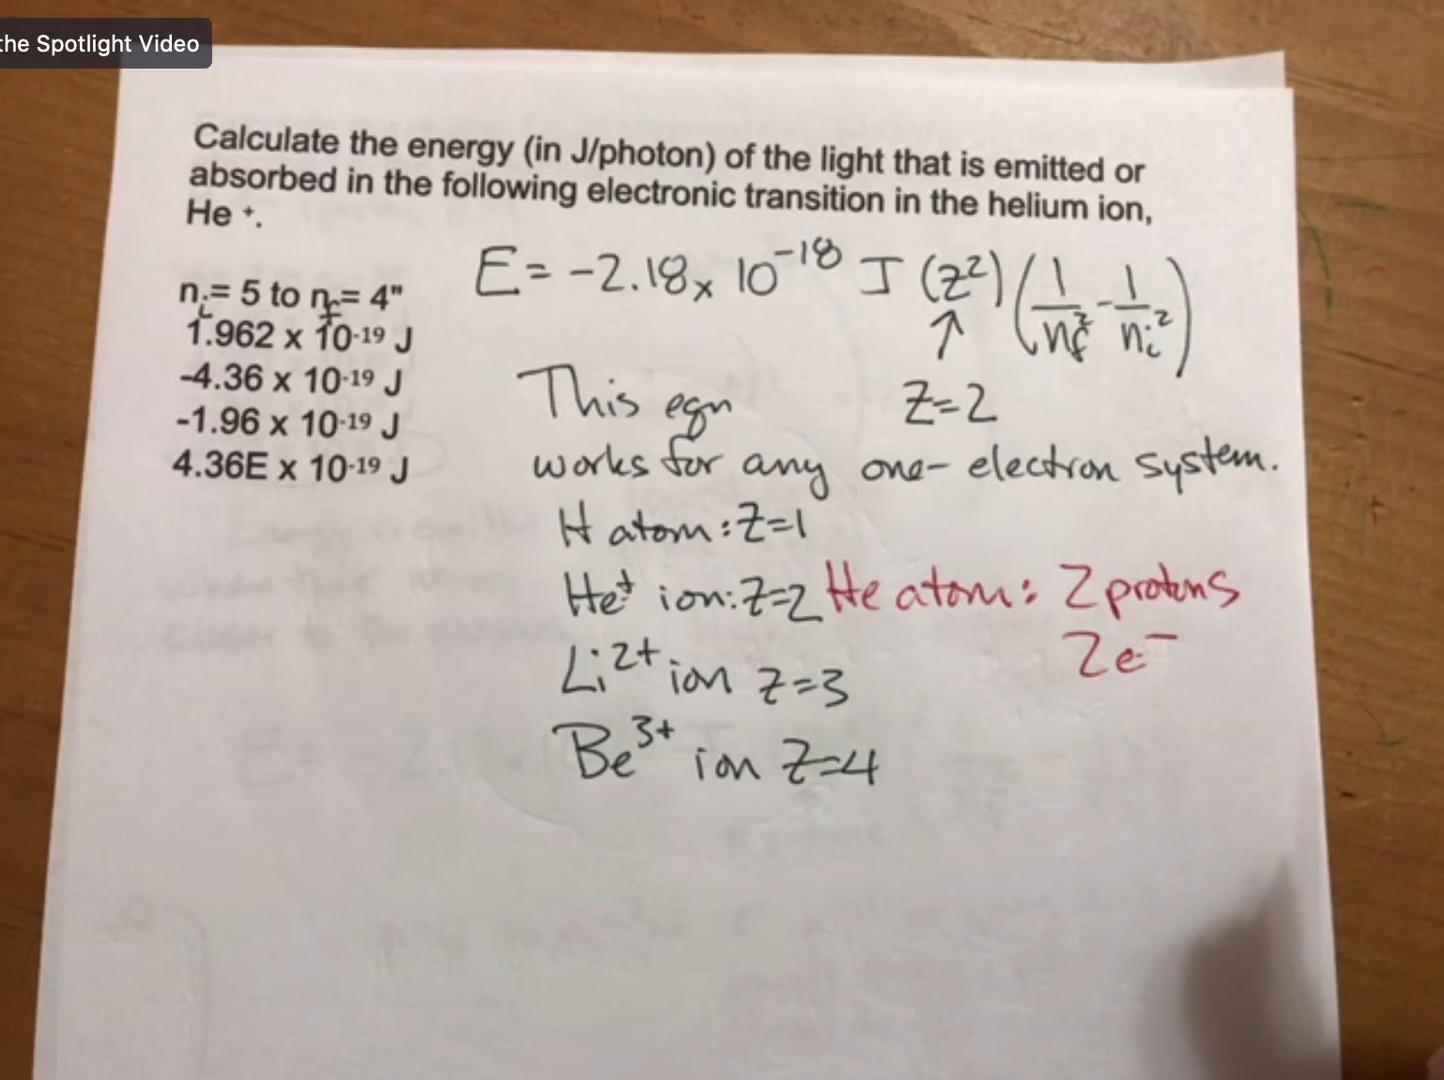 the Spotlight Video
Calculate the energy (in J/photon) of the light that is emitted or
absorbed in the following electronic transition in the helium ion,
He +.
nᵢ= 5 to n_f= 4"
1.962 x 10-19 J
-4.36 x 10-19 J
-1.96 x 10-19 J
4.36E x 10-19 J
E = -2.18 x 10⁻¹⁸ J (z²) (1/n_f² - 1/nᵢ²)
↑
Z=2
This eqn
works for any one-electron system.
H atom: Z=1
He⁺ ion: Z=2 He atom: 2 protons
2e⁻
Li²⁺ ion Z=3
Be³⁺ ion Z=4